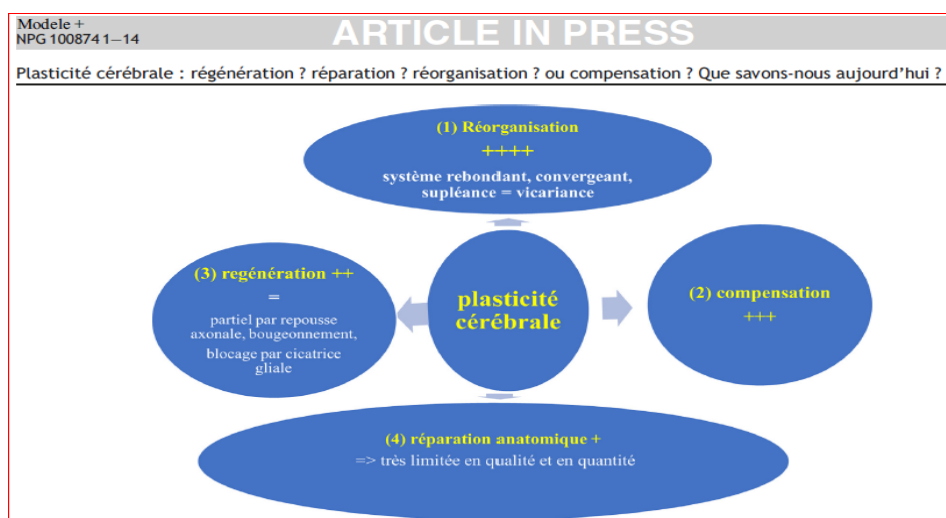 Modele +
NPG 100874 1—14
ARTICLE IN PRESS
Plasticité cérébrale : régénération ? réparation ? réorganisation ? ou compensation ? Que savons-nous aujourd'hui ?
(1) Réorganisation
++++
système rebondant, convergeant,
supléance = vicariance
(3) regénération ++
=
partiel par repousse
axonale, bougeonnement,
blocage par cicatrice
gliale
plasticité
cérébrale
(2) compensation
+++
(4) réparation anatomique +
=> très limitée en qualité et en quantité